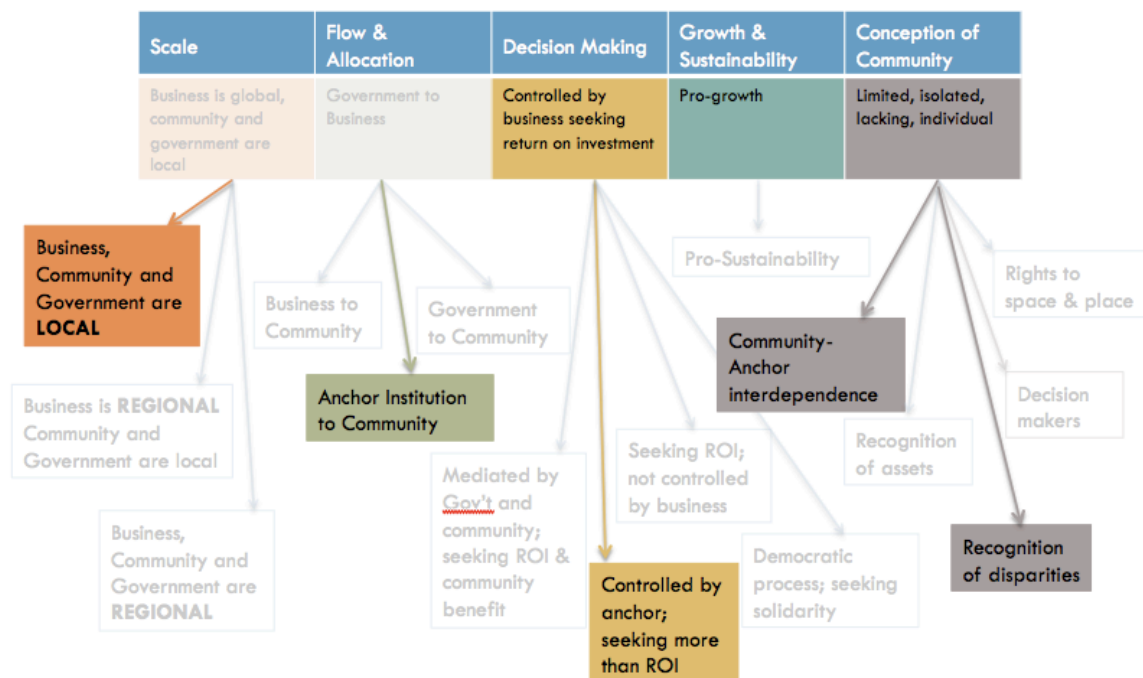 Scale
Flow &
Allocation
Decision Making
Growth &
Sustainability
Conception of
Community
Business is global,
community and
government are
local
Government to
Business
Controlled by
business seeking
return on investment
Pro-growth
Limited, isolated,
lacking, individual
Business,
Community and
Government are
LOCAL
Business is REGIONAL
Community and
Government are local
Business,
Community and
Government are
REGIONAL
Business to
Community
Government
to Community
Anchor Institution
to Community
Mediated by
Gov't and
community;
seeking ROI &
community
benefit
Controlled by
anchor;
seeking more
than ROI
Seeking ROI;
not controlled
by business
Democratic
process; seeking
solidarity
Pro-Sustainability
Community-
Anchor
interdependence
Recognition
of assets
Recognition
of disparities
Decision
makers
Rights to
space & place